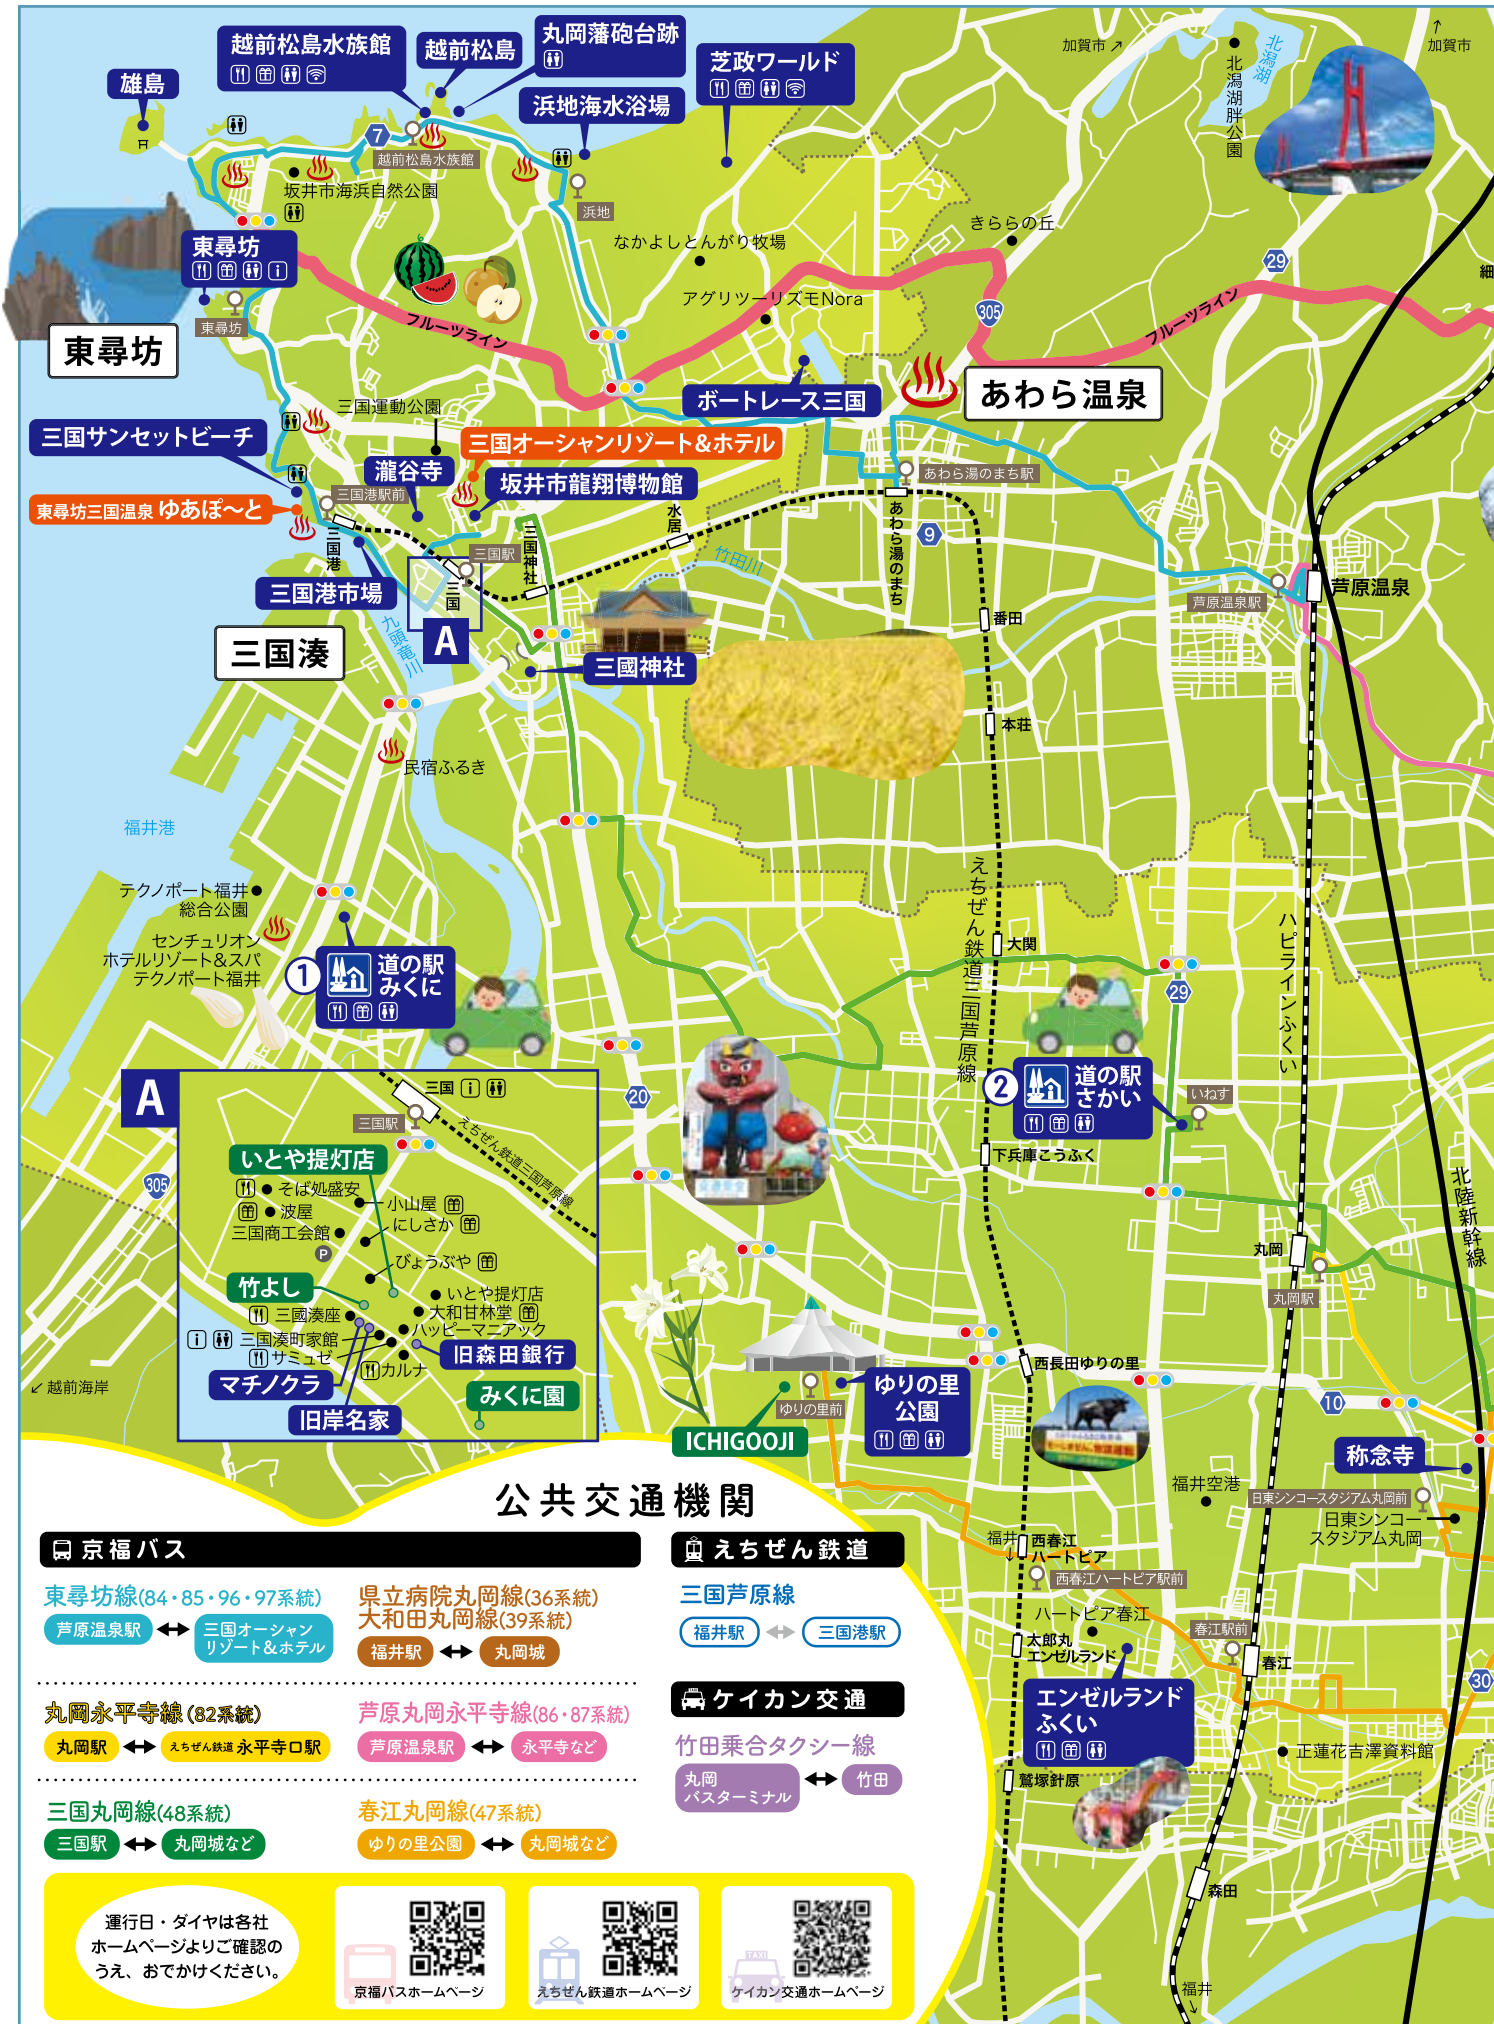 越前松島水族館
越前松島
丸岡藩砲台跡
芝政ワールド
雄島
浜地海水浴場
加賀市
北潟湖
北潟湖畔公園
加賀市
7
越前松島水族館
坂井市海浜自然公園
浜地
東尋坊
東尋坊
東尋坊
なかよしとんがり牧場
きららの丘
29
細
アグリツーリズモNora
305
フルーツライン
フルーツライン
ボートレース三国
あわら温泉
三国運動公園
三国サンセットビーチ
三国オーシャンリゾート&ホテル
瀧谷寺
坂井市龍翔博物館
三国港駅前
東尋坊三国温泉 ゆあぽ〜と
あわら湯のまち駅
水居
三国港
三国駅
三国神社
竹田川
あわら湯のまち
9
三国港市場
三国
芦原温泉駅
芦原温泉
番田
九頭竜川
A
三国湊
三國神社
本荘
民宿ふるき
福井港
えちぜん鉄道三国芦原線
テクノポート福井
総合公園
センチュリオン
ホテルリゾート&スパ
テクノポート福井
1
道の駅
みくに
大関
29
ハピラインふくい
20
2
道の駅
さかい
いねす
下兵庫こうふく
北陸新幹線
305
A
三国
三国駅
えちぜん鉄道三国芦原線
いとや提灯店
そば処盛安
小山屋
波屋
にしさか
三国商工会館
P
びょうぶや
竹よし
いとや提灯店
三國湊座
大和甘林堂
ハッピーマニアック
三国湊町家館
サミュゼ
カルナ
旧森田銀行
マチノクラ
旧岸名家
みくに園
越前海岸
丸岡
丸岡駅
西長田ゆりの里
ゆりの里前
ゆりの里
公園
ICHIGOOJI
10
称念寺
福井空港
日東シンコースタジアム丸岡前
日東シンコー
スタジアム丸岡
福井
西春江
ハートピア
西春江ハートピア駅前
ハートピア春江
春江駅前
太郎丸
エンゼルランド
春江
30
エンゼルランド
ふくい
正蓮花吉澤資料館
鷲塚針原
森田
福井
公共交通機関
京福バス
東尋坊線(84・85・96・97系統)
芦原温泉駅
三国オーシャン
リゾート&ホテル
県立病院丸岡線(36系統)
大和田丸岡線(39系統)
福井駅
丸岡城
丸岡永平寺線(82系統)
丸岡駅
えちぜん鉄道 永平寺口駅
芦原丸岡永平寺線(86・87系統)
芦原温泉駅
永平寺など
三国丸岡線(48系統)
三国駅
丸岡城など
春江丸岡線(47系統)
ゆりの里公園
丸岡城など
えちぜん鉄道
三国芦原線
福井駅
三国港駅
ケイカン交通
竹田乗合タクシー線
丸岡
バスターミナル
竹田
運行日・ダイヤは各社
ホームページよりご確認の
うえ、おでかけください。
京福バスホームページ
えちぜん鉄道ホームページ
TAXI
ケイカン交通ホームページ